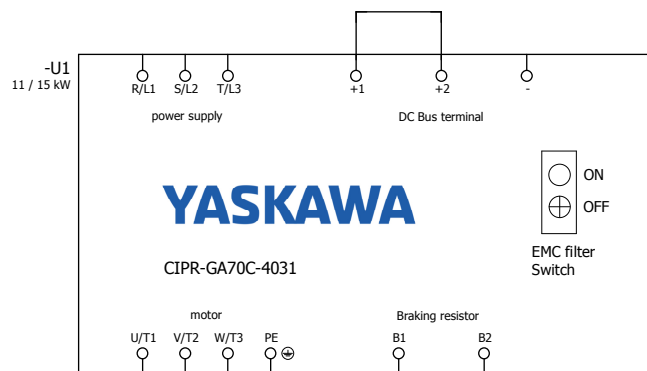 -U1
11 / 15 kW
R/L1 S/L2 T/L3 +1 +2 -
power supply DC Bus terminal
ON
YASKAWA
OFF
EMC filter
Switch
CIPR-GA70C-4031
motor Braking resistor
U/T1 V/T2 W/T3 PE B1 B2